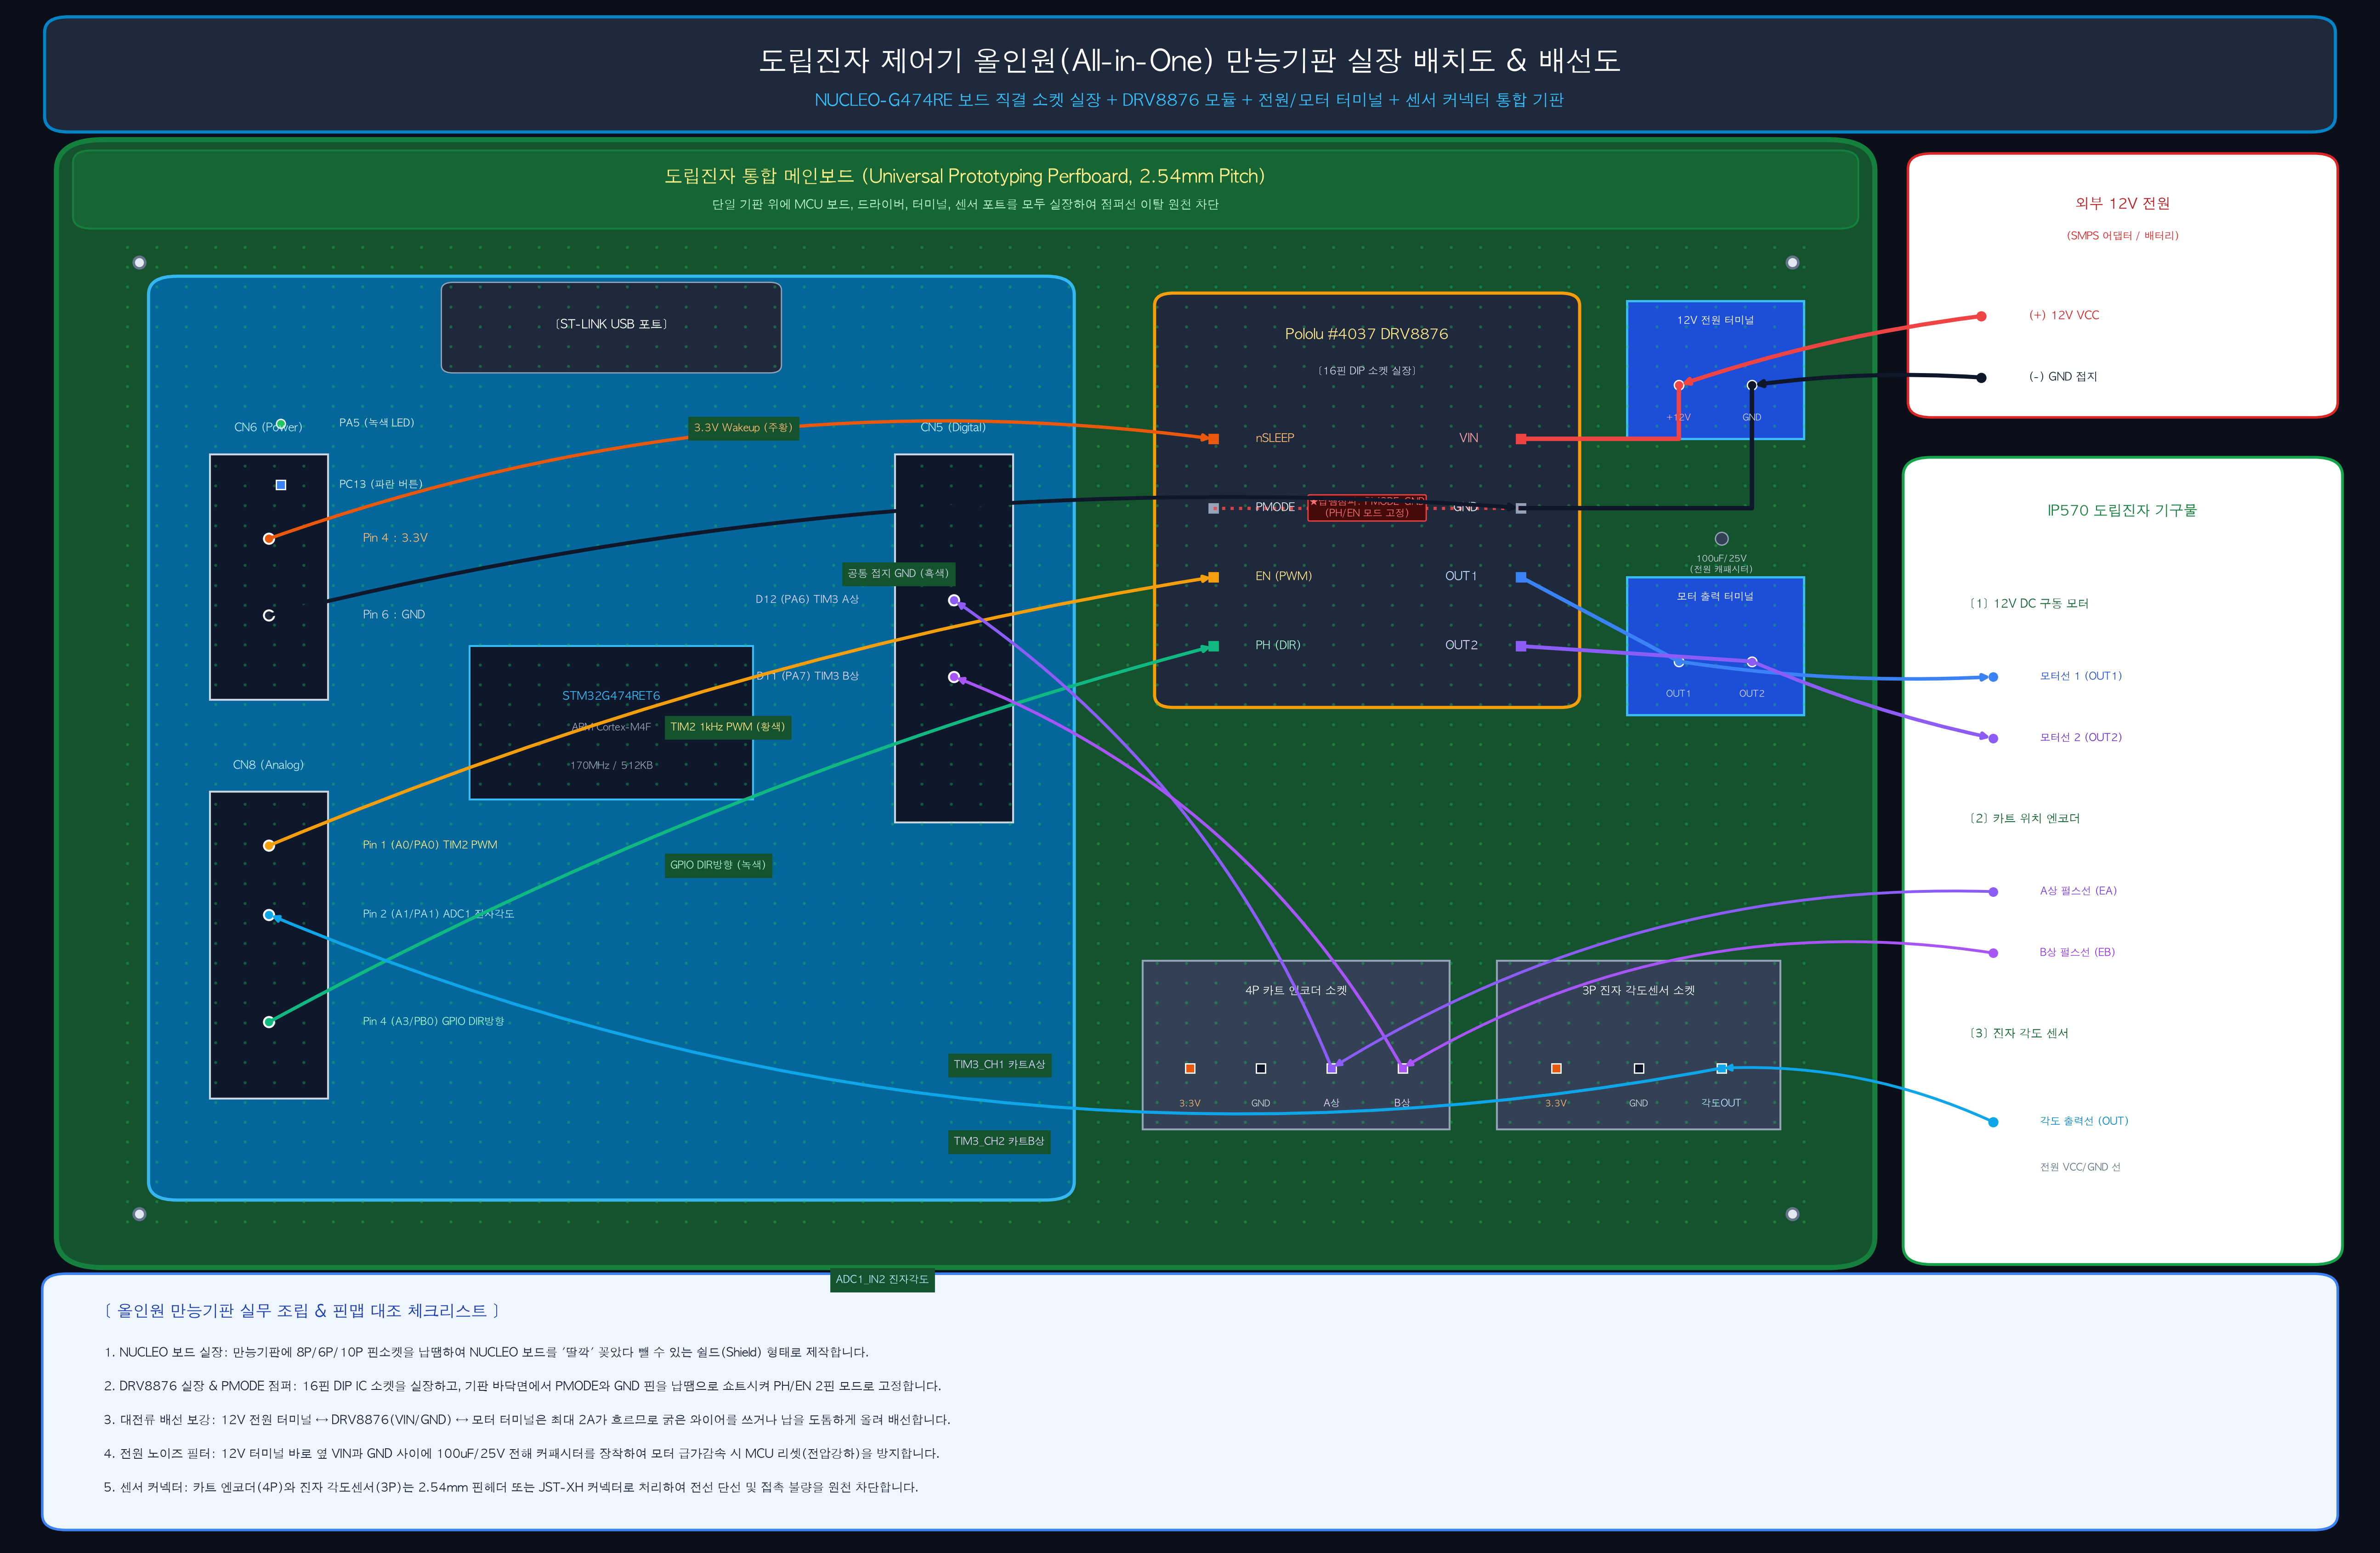 도립진자 제어기 올인원(All-in-One) 만능기판 실장 배치도 & 배선도
NUCLEO-G474RE 보드 직결 소켓 실장 + DRV8876 모듈 + 전원/모터 터미널 + 센서 커넥터 통합 기판
도립진자 통합 메인보드 (Universal Prototyping Perfboard, 2.54mm Pitch)
단일 기판 위에 MCU 보드, 드라이버, 터미널, 센서 포트를 모두 실장하여 점퍼선 이탈 원천 차단
[ST-LINK USB 포트]
CN6 (Power)
PA5 (녹색 LED)
PC13 (파란 버튼)
Pin 4 : 3.3V
Pin 6 : GND
3.3V Wakeup (주황)
CN5 (Digital)
공통 접지 GND (흑색)
D12 (PA6) TIM3 A상
D11 (PA7) TIM3 B상
STM32G474RET6
ARM Cortex-M4F
170MHz / 512KB
TIM2 1kHz PWM (황색)
CN8 (Analog)
Pin 1 (A0/PA0) TIM2 PWM
GPIO DIR방향 (녹색)
Pin 2 (A1/PA1) ADC1 진자각도
Pin 4 (A3/PB0) GPIO DIR방향
TIM3_CH1 카트A상
TIM3_CH2 카트B상
Pololu #4037 DRV8876
[16핀 DIP 소켓 실장]
nSLEEP
VIN
PMODE
PMODE-GND
(PH/EN 모드 고정)
GND
EN (PWM)
OUT1
PH (DIR)
OUT2
12V 전원 터미널
+12V
GND
100uF/25V
(전원 캐패시터)
모터 출력 터미널
OUT1
OUT2
4P 카트 인코더 소켓
3.3V
GND
A상
B상
3P 진자 각도센서 소켓
3.3V
GND
각도OUT
외부 12V 전원
(SMPS 어댑터 / 배터리)
(+) 12V VCC
(-) GND 접지
IP570 도립진자 기구물
[1] 12V DC 구동 모터
모터선 1 (OUT1)
모터선 2 (OUT2)
[2] 카트 위치 엔코더
A상 펄스선 (EA)
B상 펄스선 (EB)
[3] 진자 각도 센서
각도 출력선 (OUT)
전원 VCC/GND 선
ADC1_IN2 진자각도
[ 올인원 만능기판 실무 조립 & 핀맵 대조 체크리스트 ]
1. NUCLEO 보드 실장: 만능기판에 8P/6P/10P 핀소켓을 납땜하여 NUCLEO 보드를 '딸깍' 꽂았다 뺄 수 있는 쉴드(Shield) 형태로 제작합니다.
2. DRV8876 실장 & PMODE 점퍼: 16핀 DIP IC 소켓을 실장하고, 기판 바닥면에서 PMODE와 GND 핀을 납땜으로 쇼트시켜 PH/EN 2핀 모드로 고정합니다.
3. 대전류 배선 보강: 12V 전원 터미널 ↔ DRV8876(VIN/GND) ↔ 모터 터미널은 최대 2A가 흐르므로 굵은 와이어를 쓰거나 납을 도톰하게 올려 배선합니다.
4. 전원 노이즈 필터: 12V 터미널 바로 옆 VIN과 GND 사이에 100uF/25V 전해 커패시터를 장착하여 모터 급가감속 시 MCU 리셋(전압강하)을 방지합니다.
5. 센서 커넥터: 카트 엔코더(4P)와 진자 각도센서(3P)는 2.54mm 핀헤더 또는 JST-XH 커넥터로 처리하여 전선 단선 및 접촉 불량을 원천 차단합니다.